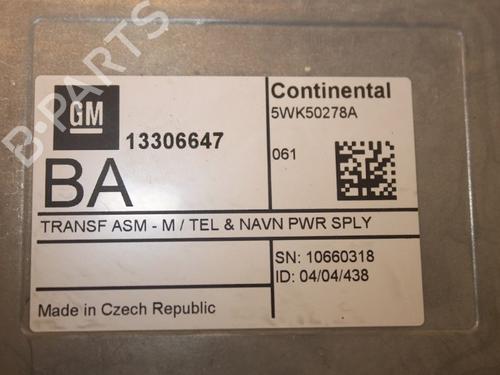 B-PARTS
GM
13306647
BA
Continental
5WK50278A
061
TRANSF ASM - M / TEL & NAVN PWR SPLY
SN: 10660318
ID: 04/04/438
Made in Czech Republic